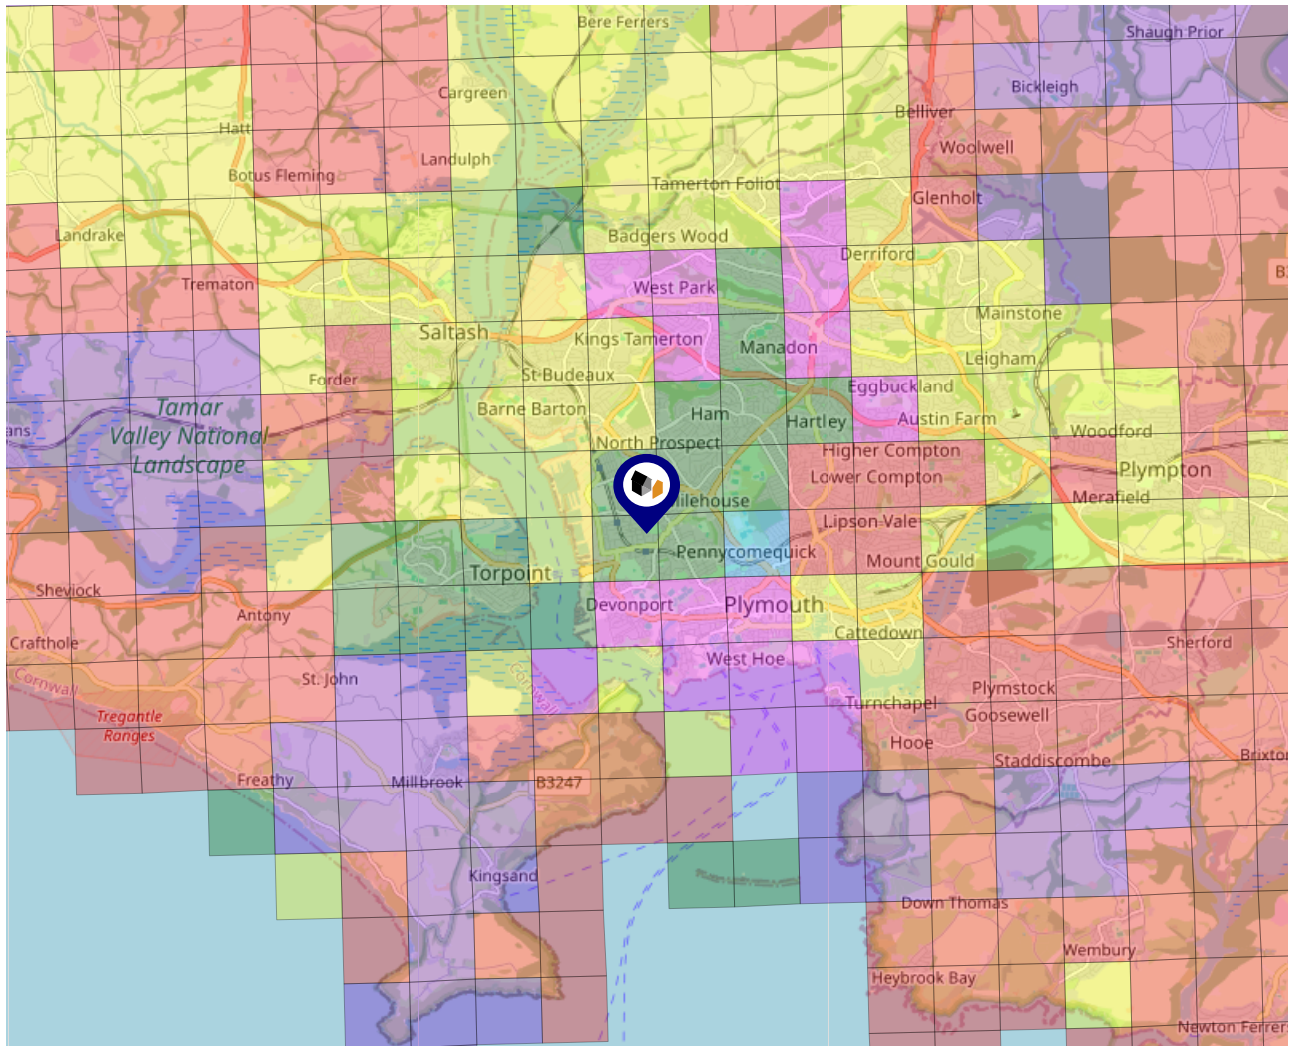 Bere Ferrers
Shaugh Prior
Bickleigh
Cargreen
Belliver
Hatt
Woolwell
Landulph
Botus Fleming
Tamerton Foliot
Glenholt
Landrake
Badgers Wood
Derriford
Trematon
West Park
Mainstone
Saltash
Kings Tamerton
Manadon
Leigham
St Budeaux
Forder
Eggbuckland
Tamar
Valley National
Landscape
Barne Barton
Ham
Hartley
Austin Farm
ans
Woodford
North Prospect
Higher Compton
Plympton
Lower Compton
Merafield
illehouse
Lipson Vale
Pennycomequick
Mount Gould
Torpoint
Sheviock
Devonport
Plymouth
Antony
Cattedown
Crafthole
Sherford
West Hoe
St. John
Cornwall
Cornwall
Plymstock
Turnchapel
Goosewell
Tregantle
Ranges
Hooe
Staddiscombe
Brixton
Freathy
Millbrook
B3247
Kingsand
Down Thomas
Wembury
Heybrook Bay
Newton Ferrers